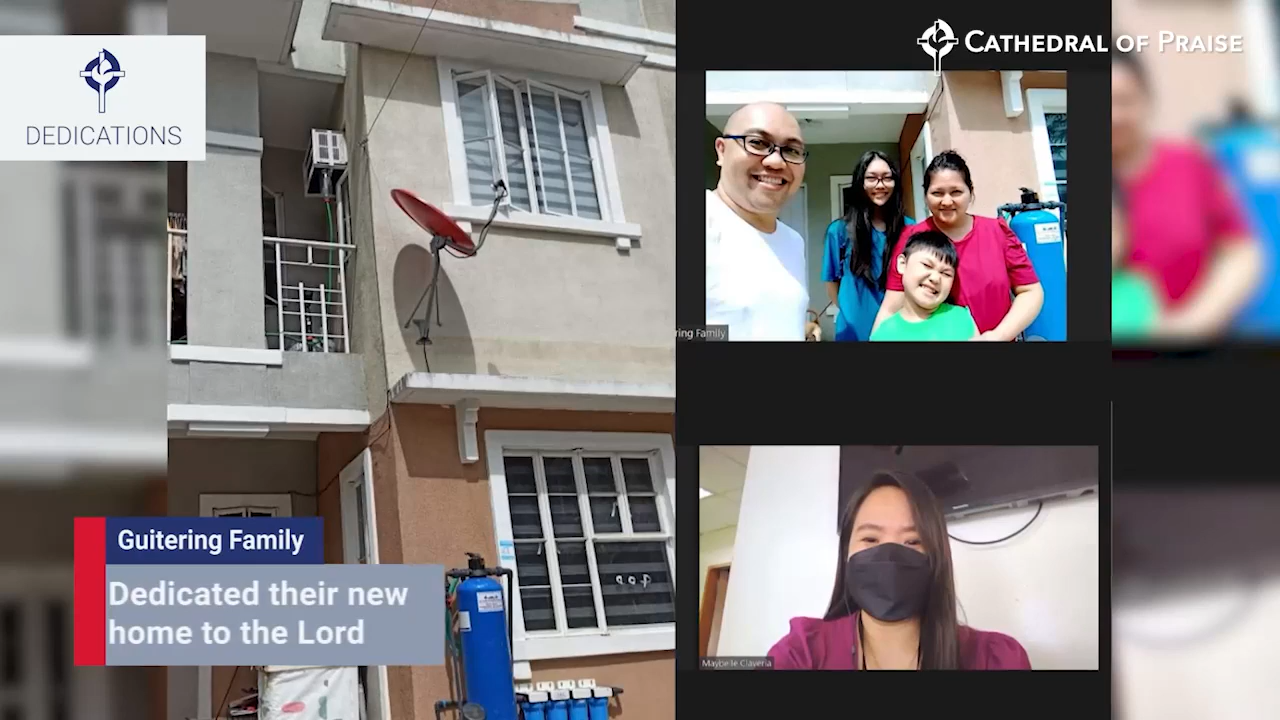 DEDICATIONS
CATHEDRAL OF PRAISE
ring Family
Guitering Family
Dedicated their new
home to the Lord
Maybelle Claveria